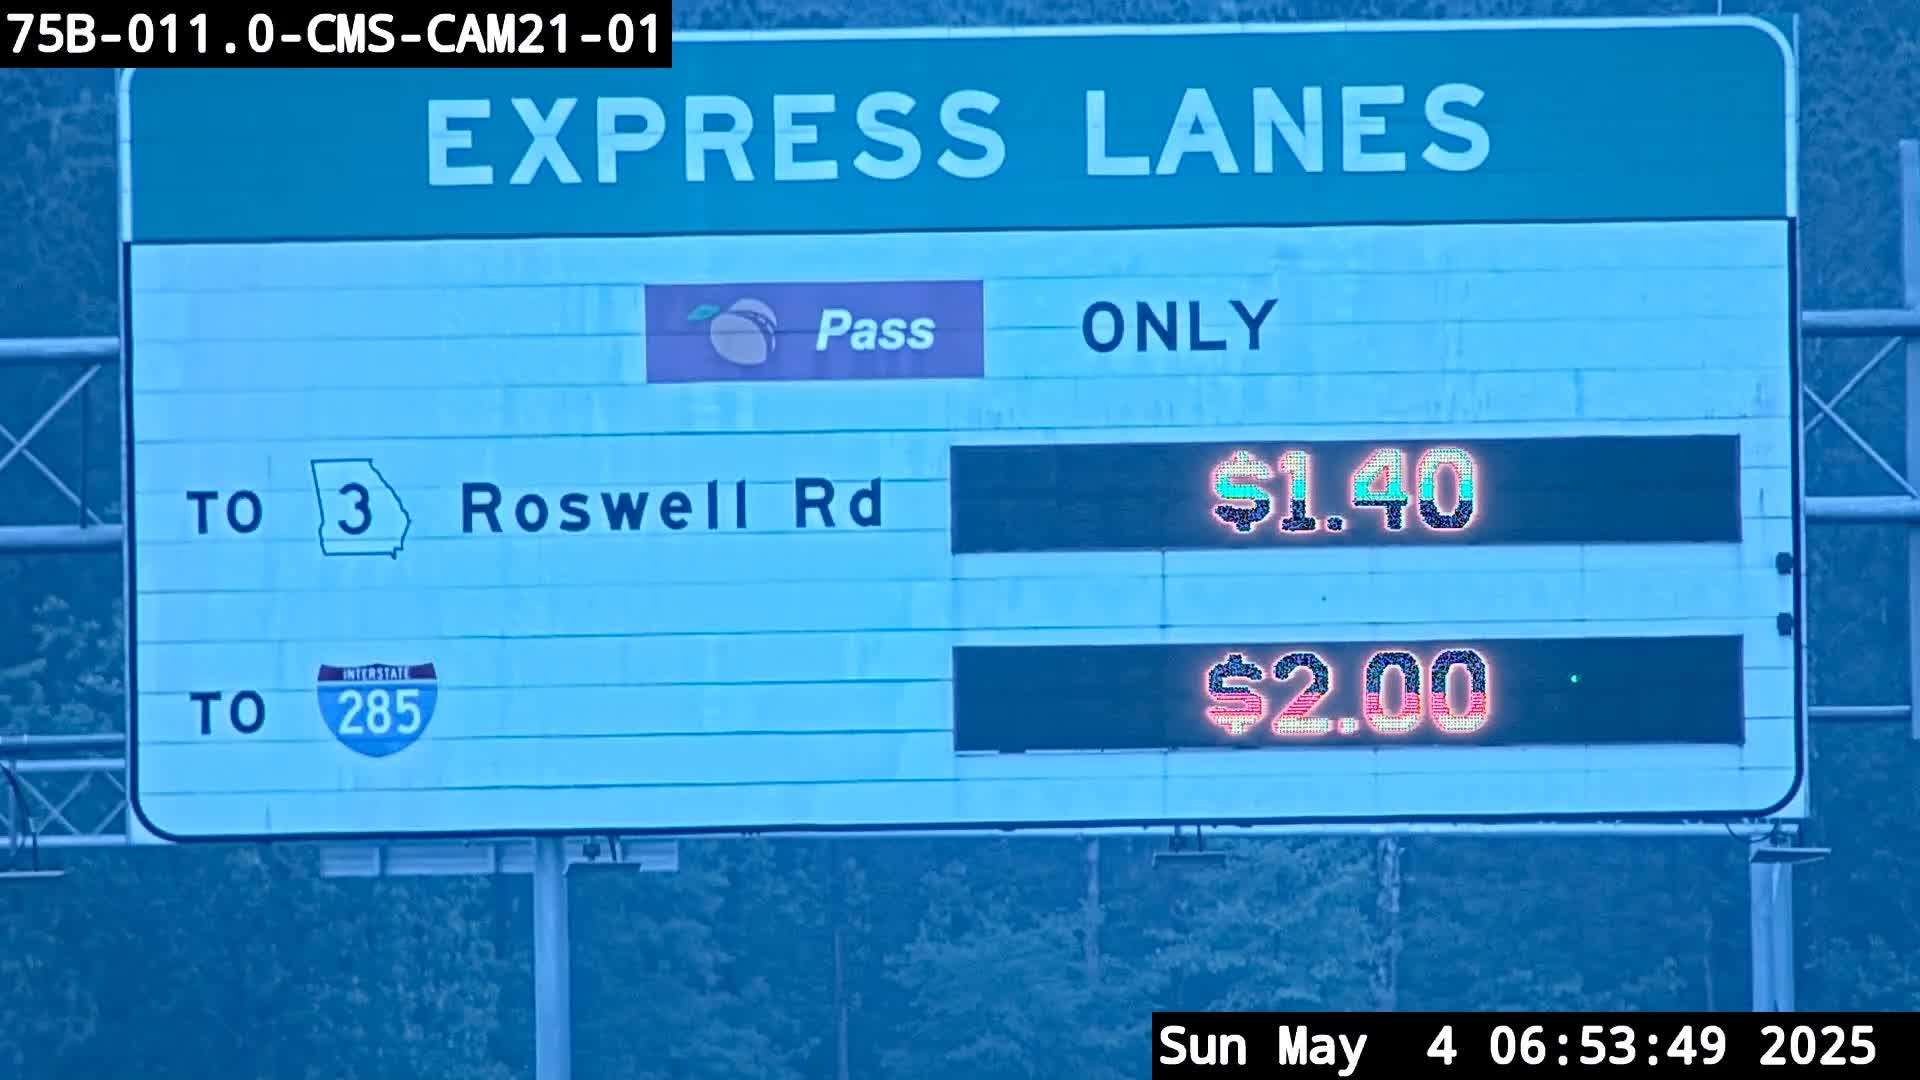 75B-011.0-CMS-CAM21-01
EXPRESS LANES
Pass ONLY
TO 3 Roswell Rd $1.40
INTERSTATE
TO 285 $2.00
Sun May 4 06:53:49 2025